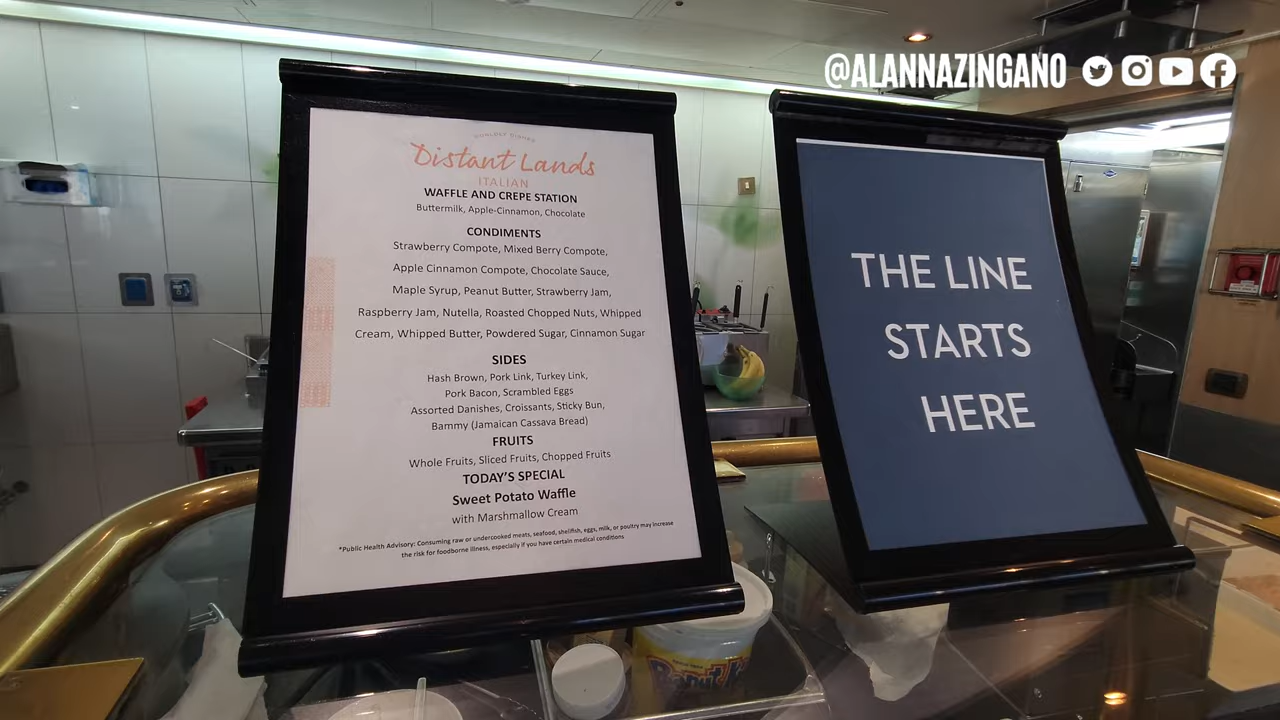 @ALANNAZINGANO
Distant Lands
ITALIAN
WAFFLE AND CREPE STATION
Buttermilk, Apple-Cinnamon, Chocolate
CONDIMENTS
Strawberry Compote, Mixed Berry Compote,
Apple Cinnamon Compote, Chocolate Sauce,
Maple Syrup, Peanut Butter, Strawberry Jam,
Raspberry Jam, Nutella, Roasted Chopped Nuts, Whipped
Cream, Whipped Butter, Powdered Sugar, Cinnamon Sugar
SIDES
Hash Brown, Pork Link, Turkey Link,
Pork Bacon, Scrambled Eggs
Assorted Danishes, Croissants, Sticky Bun,
Bammy (Jamaican Cassava Bread)
FRUITS
Whole Fruits, Sliced Fruits, Chopped Fruits
TODAY'S SPECIAL
Sweet Potato Waffle
with Marshmallow Cream
*Public Health Advisory: Consuming raw or undercooked meats, seafood, shellfish, eggs, milk, or poultry may increase
the risk for foodborne illness, especially if you have certain medical conditions
THE LINE
STARTS
HERE